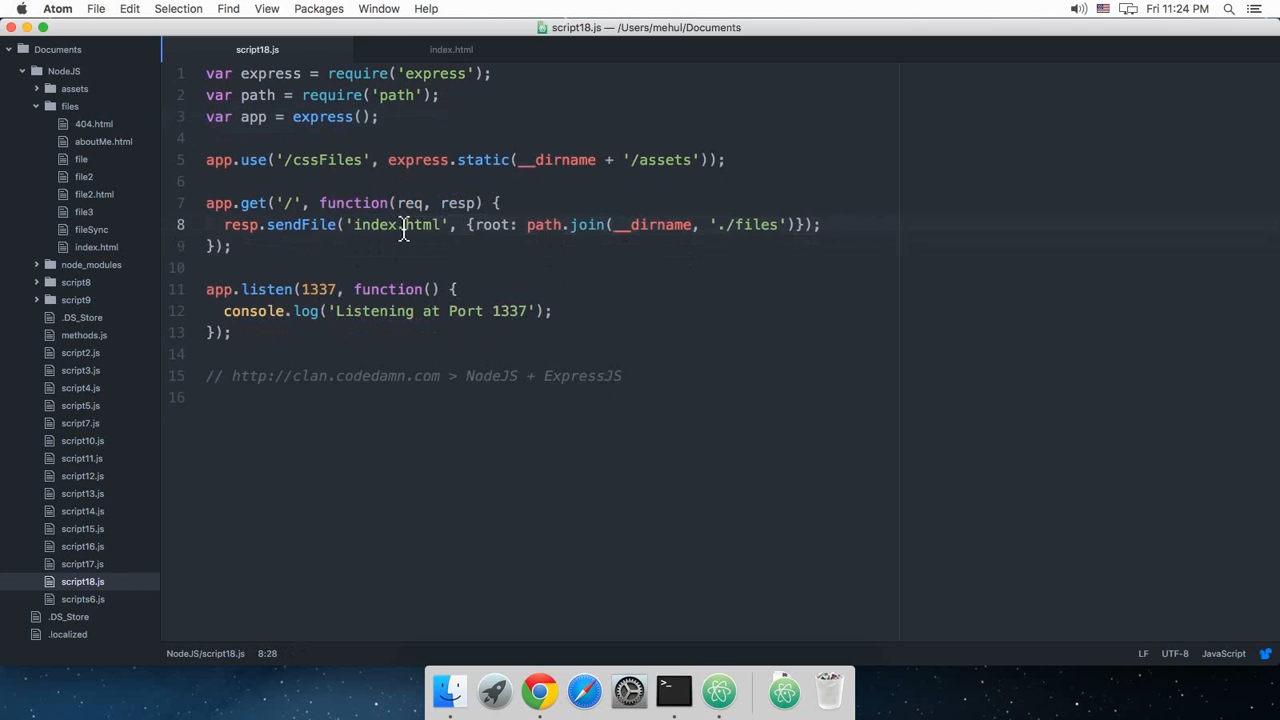 Atom File Edit Selection Find View Packages Window Help Fri 11:24 PM
script18.js — /Users/mehul/Documents
Documents
NodeJS
assets
files
404.html
aboutMe.html
file
file2
file2.html
file3
fileSync
index.html
node_modules
script8
script9
.DS_Store
methods.js
script2.js
script3.js
script4.js
script5.js
script7.js
script10.js
script11.js
script12.js
script13.js
script14.js
script15.js
script16.js
script17.js
script18.js
scripts6.js
.DS_Store
.localized
script18.js index.html
1 var express = require('express');
2 var path = require('path');
3 var app = express();
4
5 app.use('/cssFiles', express.static(__dirname + '/assets'));
6
7 app.get('/', function(req, resp) {
8 resp.sendFile('index.html', {root: path.join(__dirname, './files')});
9 });
10
11 app.listen(1337, function() {
12 console.log('Listening at Port 1337');
13 });
14
15 // http://clan.codedamn.com > NodeJS + ExpressJS
16
NodeJS/script18.js 8:28 LF UTF-8 JavaScript